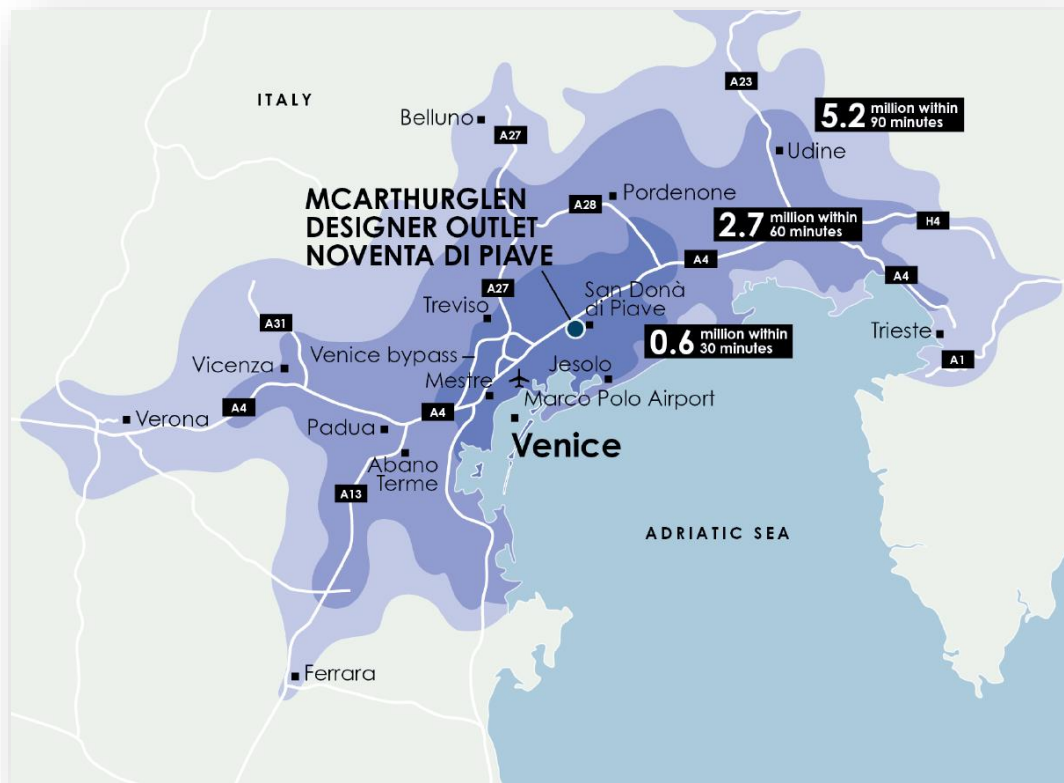 ITALY
A23
5.2 million within
90 minutes
Belluno
A27
Udine
MCARTHURGLEN
DESIGNER OUTLET
NOVENTA DI PIAVE
Pordenone
A28
2.7 million within
60 minutes
H4
A4
A4
A27
San Donà
di Piave
Treviso
A31
0.6 million within
30 minutes
Trieste
Venice bypass
Vicenza
A1
Jesolo
Mestre
Marco Polo Airport
A4
A4
Verona
Padua
Venice
Abano
Terme
A13
ADRIATIC SEA
Ferrara